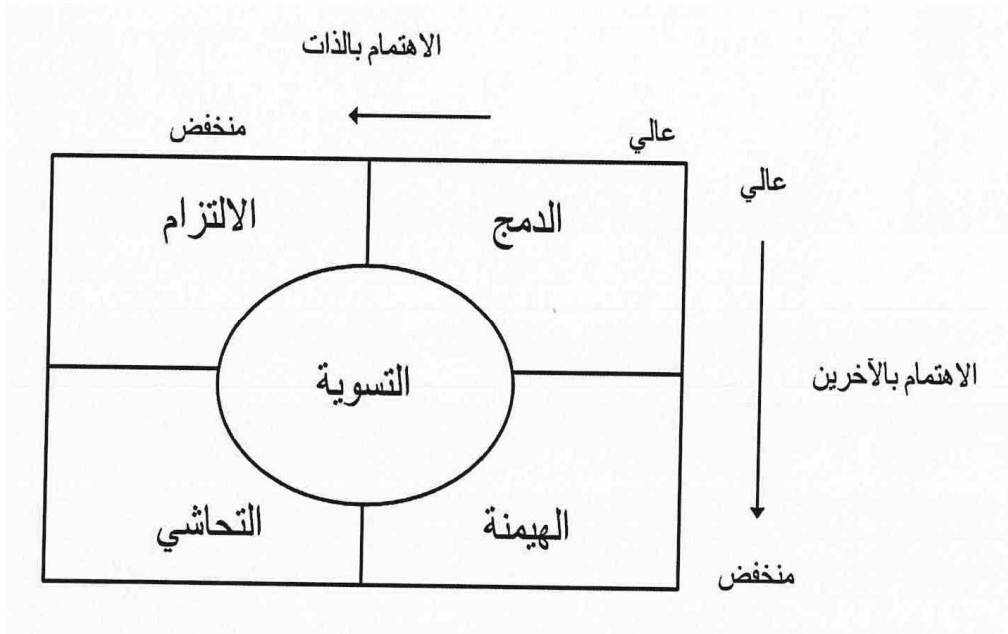 الاهتمام بالذات
عالي
منخفض
عالي
الدمج
الالتزام
التسوية
الاهتمام بالآخرين
الهيمنة
التحاشي
منخفض